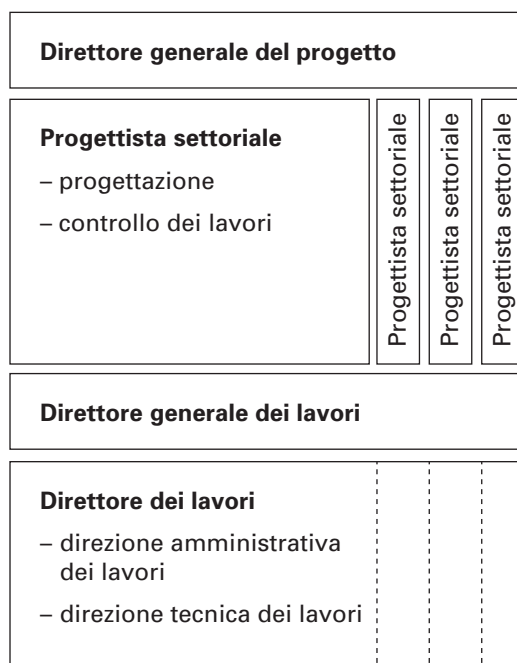 Direttore generale del progetto
Progettista settoriale
– progettazione
– controllo dei lavori
Progettista settoriale
Progettista settoriale
Progettista settoriale
Direttore generale dei lavori
Direttore dei lavori
– direzione amministrativa
dei lavori
– direzione tecnica dei lavori